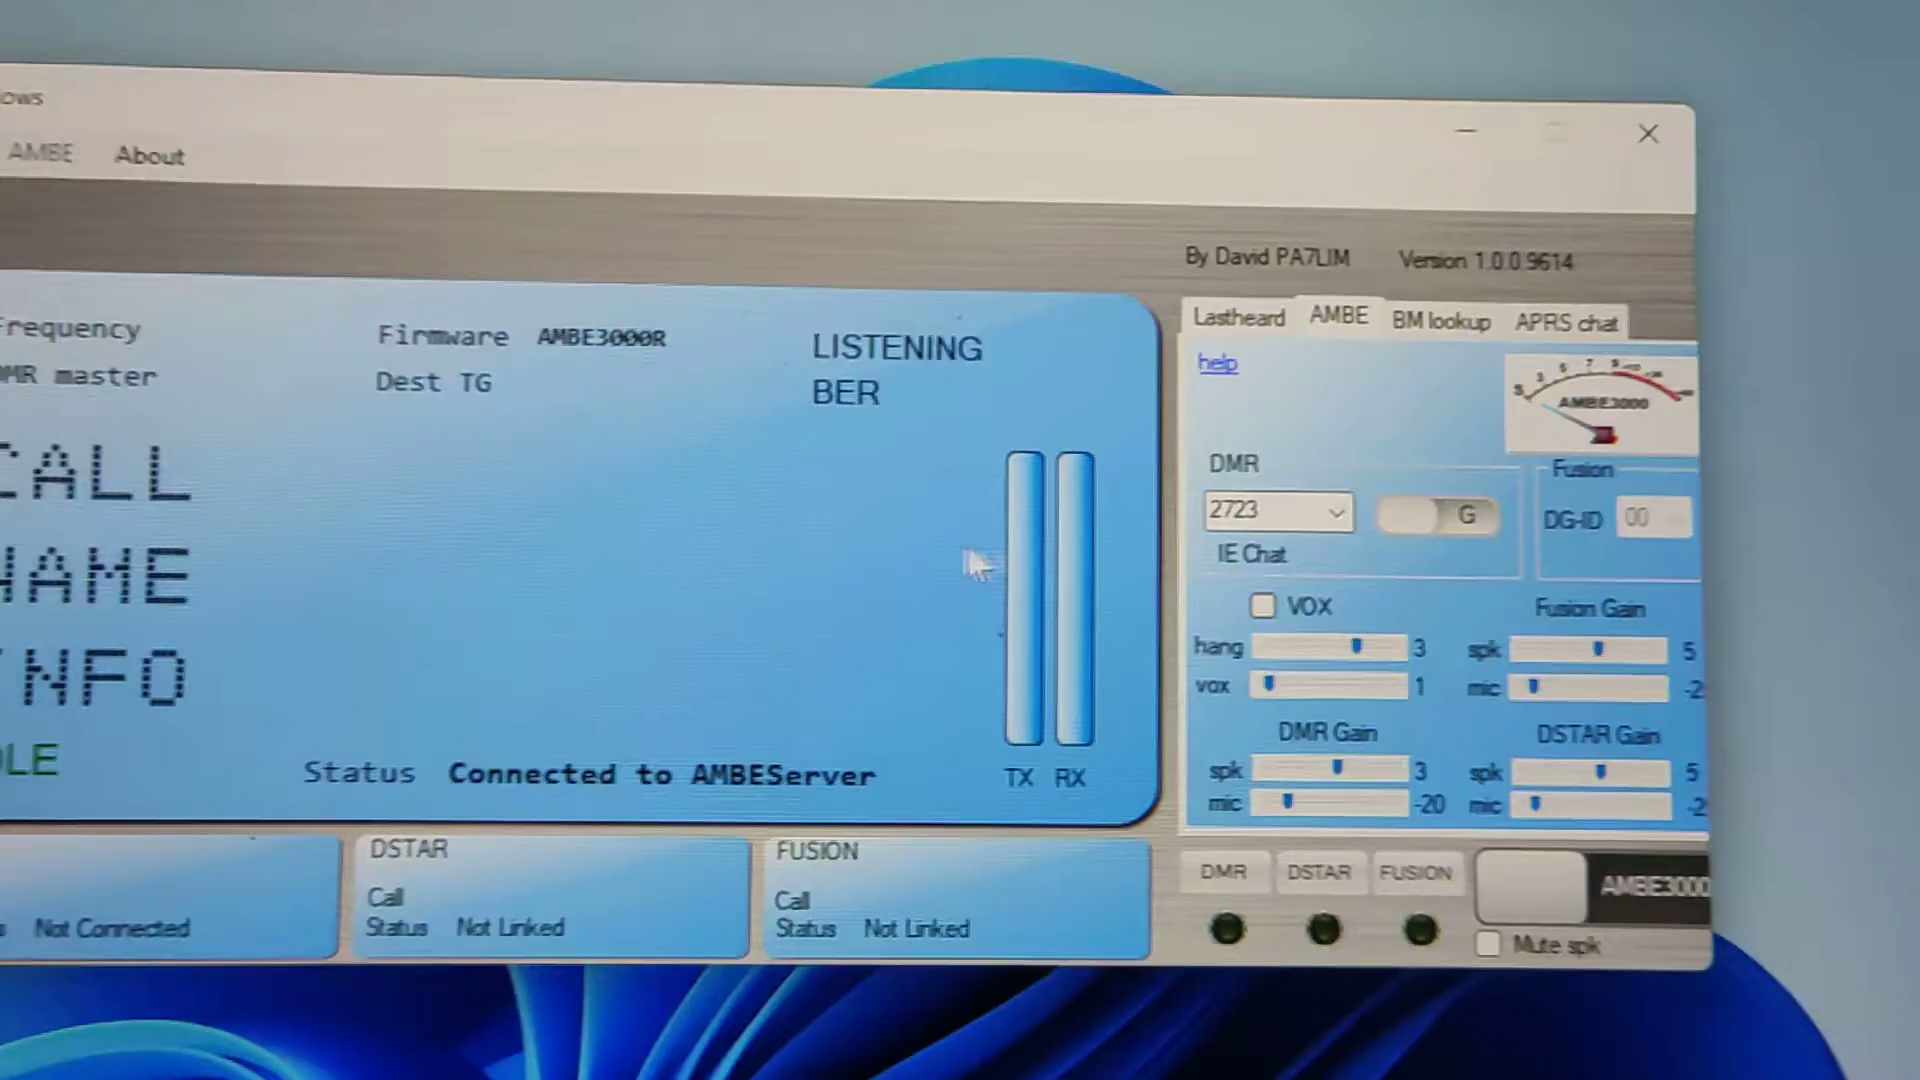 ows
AMBE About
By David PA7LIM Version 1.0.0.9614
Frequency Firmware AMBE3000R LISTENING
DMR master Dest TG BER
CALL
NAME
INFO
Status Connected to AMBEServer
TX RX
Lastheard AMBE BM lookup APRS chat
help
AMBE3000
DMR Fusion
2723 G DG-ID 00
IE Chat
VOX Fusion Gain
hang 3 spk 5
vox 1 mic -2
DMR Gain DSTAR Gain
spk 3 spk 5
mic -20 mic -2
DSTAR FUSION
Call Call
Not Connected Status Not Linked Status Not Linked
DMR DSTAR FUSION AMBE3000
Mute spk